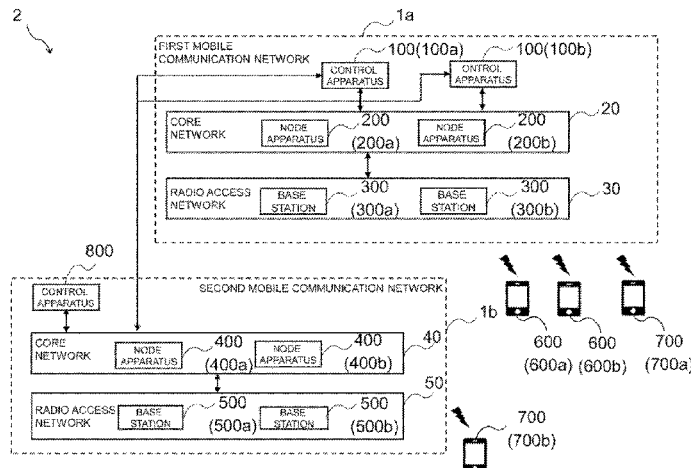 2
1a
FIRST MOBILE
COMMUNICATION NETWORK
100(100a)
100(100b)
CONTROL
APPARATUS
ONTROL
APPARATUS
20
CORE
NETWORK
NODE
APPARATUS
200
(200a)
NODE
APPARATUS
200
(200b)
30
RADIO ACCESS
NETWORK
BASE
STATION
300
(300a)
BASE
STATION
300
(300b)
800
CONTROL
APPARATUS
SECOND MOBILE COMMUNICATION NETWORK
1b
CORE
NETWORK
NODE
APPARATUS
400
(400a)
NODE
APPARATUS
400
(400b)
40
RADIO ACCESS
NETWORK
BASE
STATION
500
(500a)
BASE
STATION
500
(500b)
50
600
(600a)
600
(600b)
700
(700a)
700
(700b)